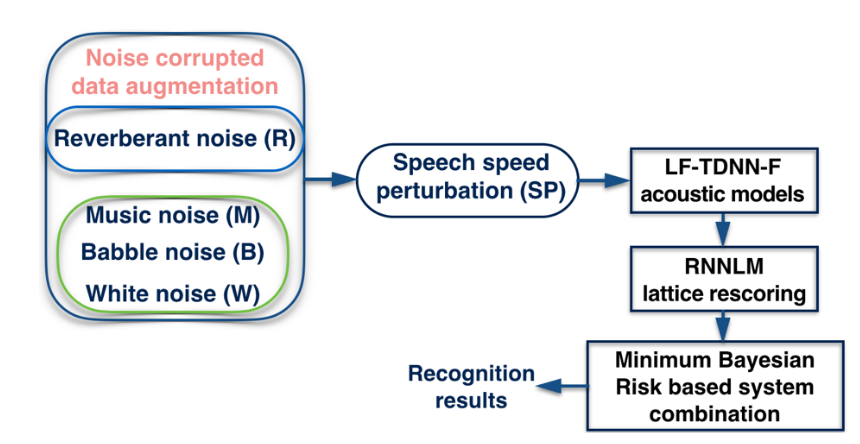 Noise corrupted
data augmentation
Reverberant noise (R)
Music noise (M)
Babble noise (B)
White noise (W)
Speech speed
perturbation (SP)
LF-TDNN-F
acoustic models
RNNLM
lattice rescoring
Minimum Bayesian
Risk based system
combination
Recognition
results